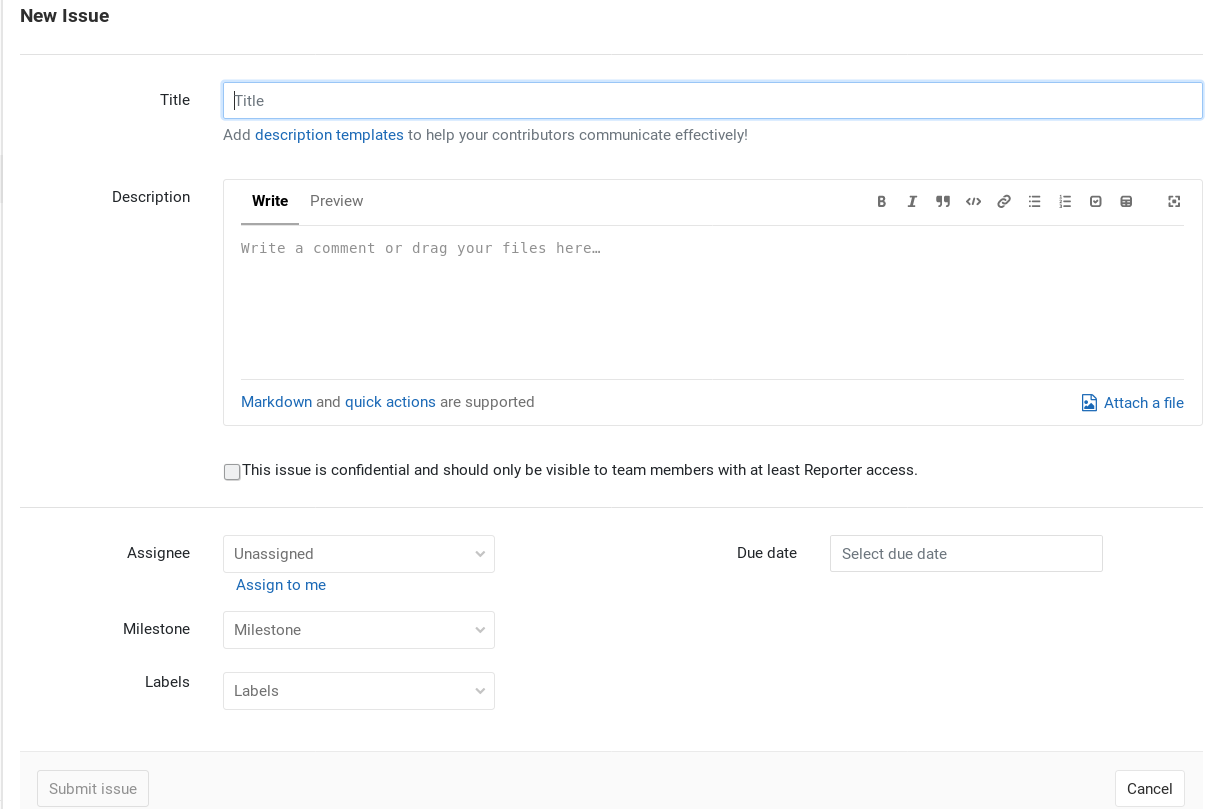 New Issue
Title
Title
Add description templates to help your contributors communicate effectively!
Description
Write Preview
Write a comment or drag your files here…
Markdown and quick actions are supported
Attach a file
This issue is confidential and should only be visible to team members with at least Reporter access.
Assignee
Unassigned
Due date
Select due date
Assign to me
Milestone
Milestone
Labels
Labels
Submit issue
Cancel